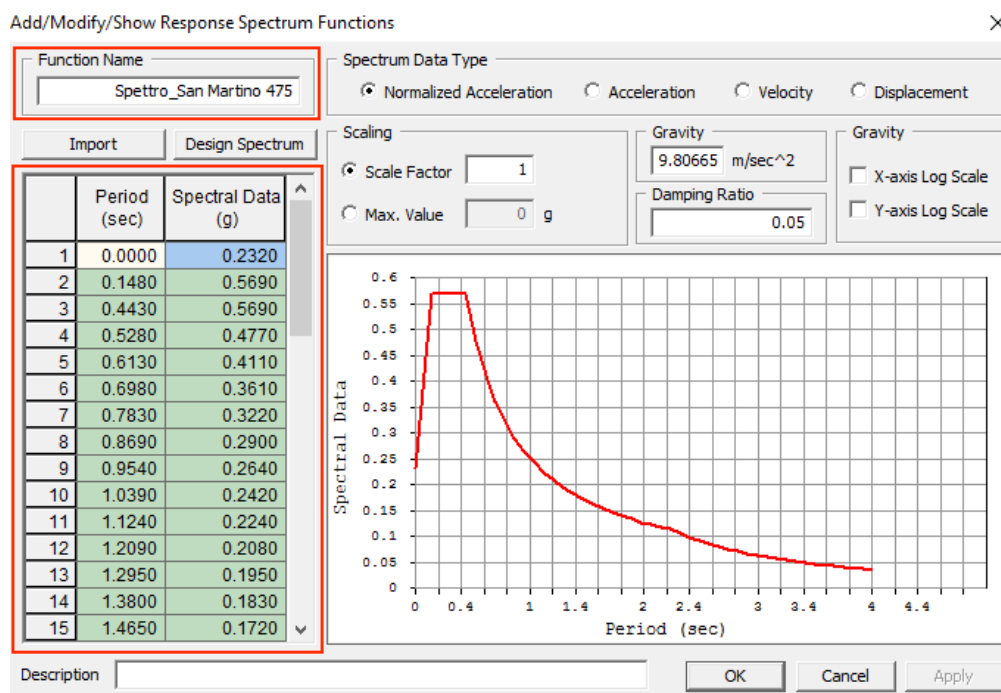 Add/Modify/Show Response Spectrum Functions
Function Name
Spettro_San Martino 475
Spectrum Data Type
Normalized Acceleration Acceleration Velocity Displacement
Import Design Spectrum
Scaling
Scale Factor 1
Max. Value 0 g
Gravity
9.80665 m/sec^2
Damping Ratio
0.05
Gravity
X-axis Log Scale
Y-axis Log Scale
Period (sec) Spectral Data (g)
1 0.0000 0.2320
2 0.1480 0.5690
3 0.4430 0.5690
4 0.5280 0.4770
5 0.6130 0.4110
6 0.6980 0.3610
7 0.7830 0.3220
8 0.8690 0.2900
9 0.9540 0.2640
10 1.0390 0.2420
11 1.1240 0.2240
12 1.2090 0.2080
13 1.2950 0.1950
14 1.3800 0.1830
15 1.4650 0.1720
Spectral Data
0.6
0.55
0.5
0.45
0.4
0.35
0.3
0.25
0.2
0.15
0.1
0.05
0
0 0.4 1 1.4 2 2.4 3 3.4 4 4.4
Period (sec)
Description
OK Cancel Apply